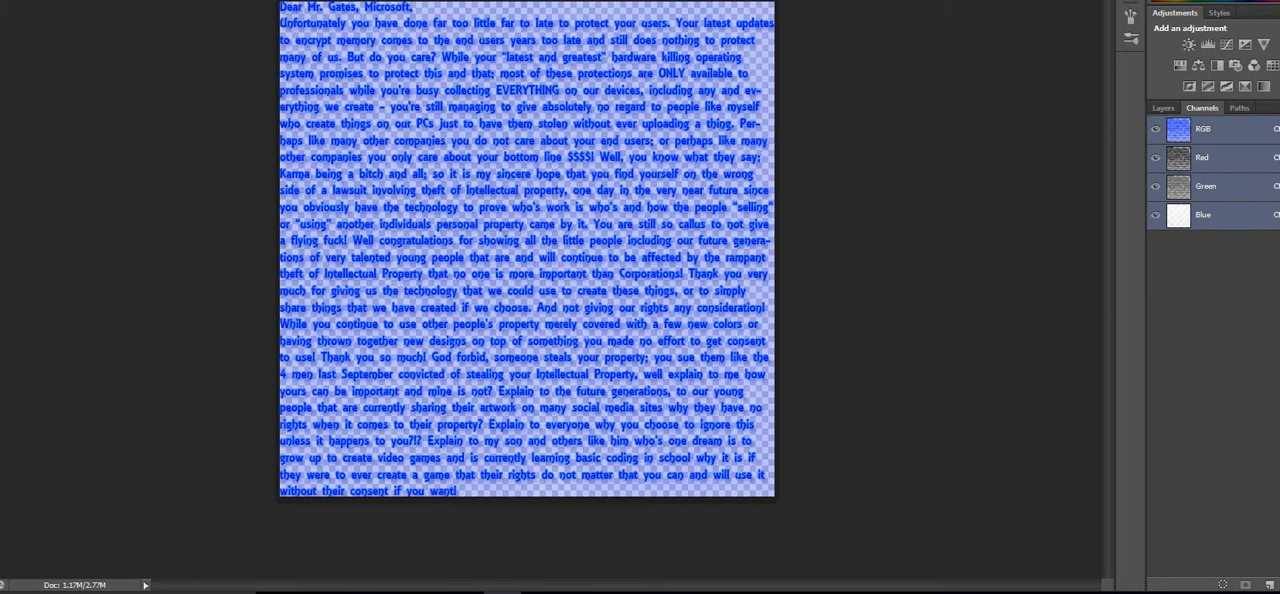 Dear Mr. Gates, Microsoft,
Unfortunately you have done far too little far to late to protect your users. Your latest updates
to encrypt memory comes to the end users years too late and still does nothing to protect
many of us. But do you care? While your "latest and greatest" hardware killing operating
system promises to protect this and that; most of these protections are ONLY available to
professionals while you're busy collecting EVERYTHING on our devices, including any and ev-
erything we create - you're still managing to give absolutely no regard to people like myself
who create things on our PCs just to have them stolen without ever uploading a thing. Per-
haps like many other companies you do not care about your end users; or perhaps like many
other companies you only care about your bottom line $$$$! Well, you know what they say;
Karma being a bitch and all; so it is my sincere hope that you find yourself on the wrong
side of a lawsuit involving theft of Intellectual property, one day in the very near future since
you obviously have the technology to prove who's work is who's and how the people "selling"
or "using" another individuals personal property came by it. You are still so callus to not give
a flying fuck! Well congratulations for showing all the little people including our future genera-
tions of very talented young people that are and will continue to be affected by the rampant
theft of Intellectual Property that no one is more important than Corporations! Thank you very
much for giving us the technology that we could use to create these things, or to simply
share things that we have created if we choose. And not giving our rights any consideration!
While you continue to use other people's property merely covered with a few new colors or
having thrown together new designs on top of something you made no effort to get consent
to use! Thank you so much! God forbid, someone steals your property; you sue them like the
4 men last September convicted of stealing your Intellectual Property, well explain to me how
yours can be important and mine is not? Explain to the future generations, to our young
people that are currently sharing their artwork on many social media sites why they have no
rights when it comes to their property? Explain to everyone why you choose to ignore this
unless it happens to you?!? Explain to my son and others like him who's one dream is to
grow up to create video games and is currently learning basic coding in school why it is if
they were to ever create a game that their rights do not matter that you can and will use it
without their consent if you want!
Adjustments Styles
Add an adjustment
Layers Channels Paths
RGB
Red
Green
Blue
Doc: 1.17M/2.77M